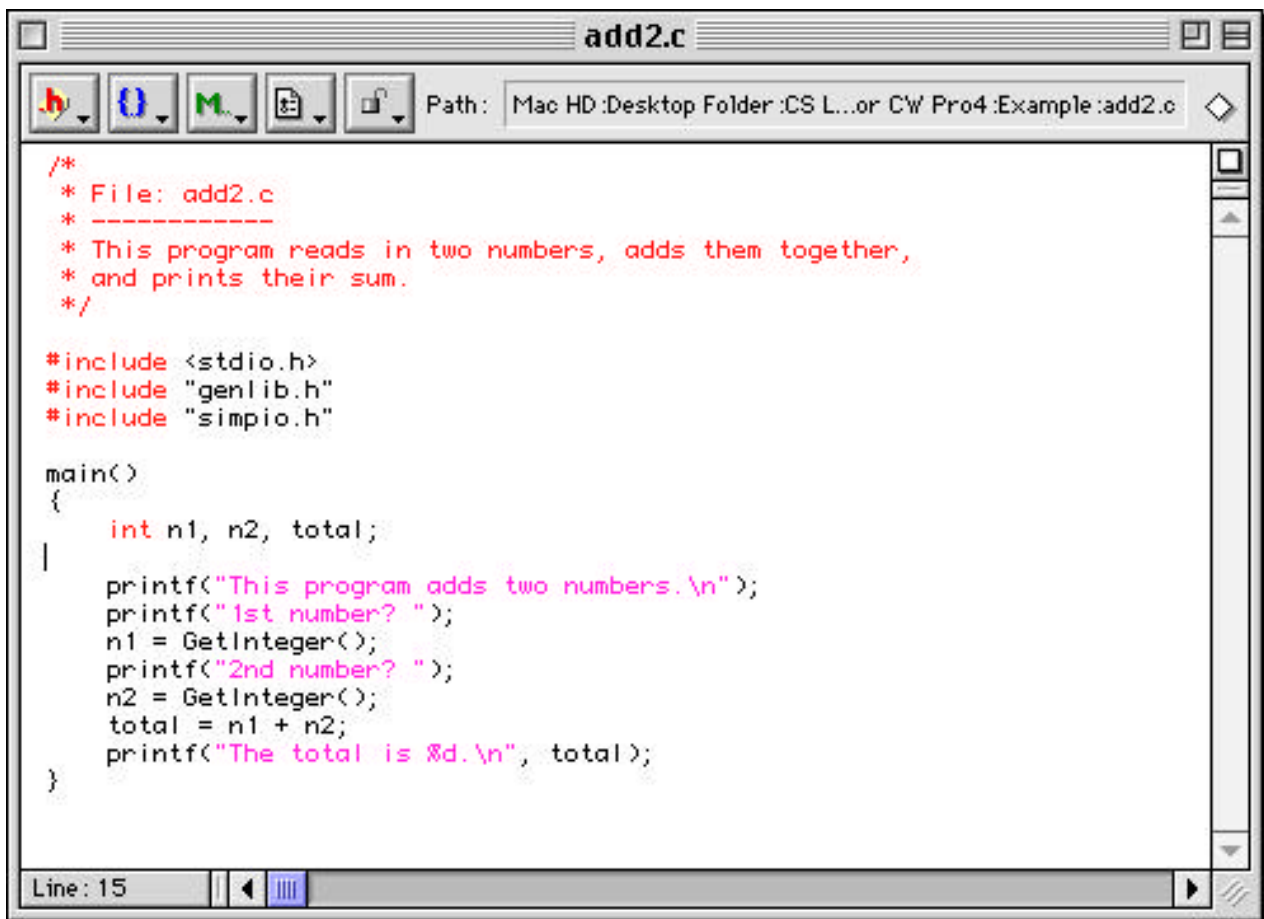 add2.c
.h {} M.. Path: Mac HD:Desktop Folder:CS L...or CW Pro4:Example:add2.c
/*
 * File: add2.c
 * ------------
 * This program reads in two numbers, adds them together,
 * and prints their sum.
 */

#include <stdio.h>
#include "genlib.h"
#include "simpio.h"

main()
{
    int n1, n2, total;

    printf("This program adds two numbers.\n");
    printf("1st number? ");
    n1 = GetInteger();
    printf("2nd number? ");
    n2 = GetInteger();
    total = n1 + n2;
    printf("The total is %d.\n", total);
}
Line: 15